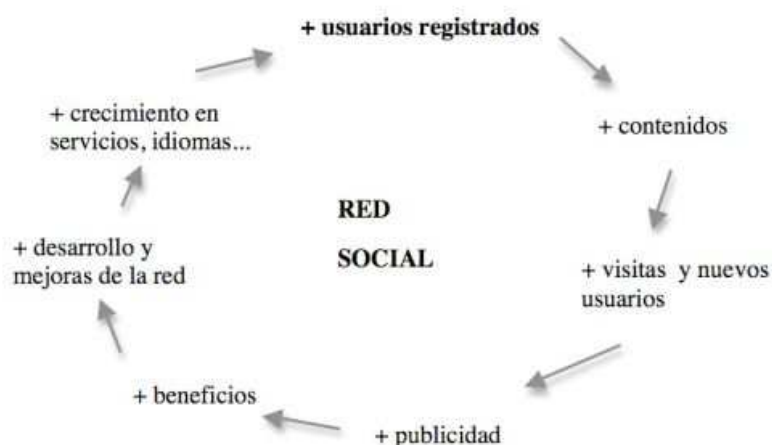 + usuarios registrados
+ contenidos
+ visitas y nuevos
usuarios
+ publicidad
+ beneficios
+ desarrollo y
mejoras de la red
+ crecimiento en
servicios, idiomas...
RED
SOCIAL